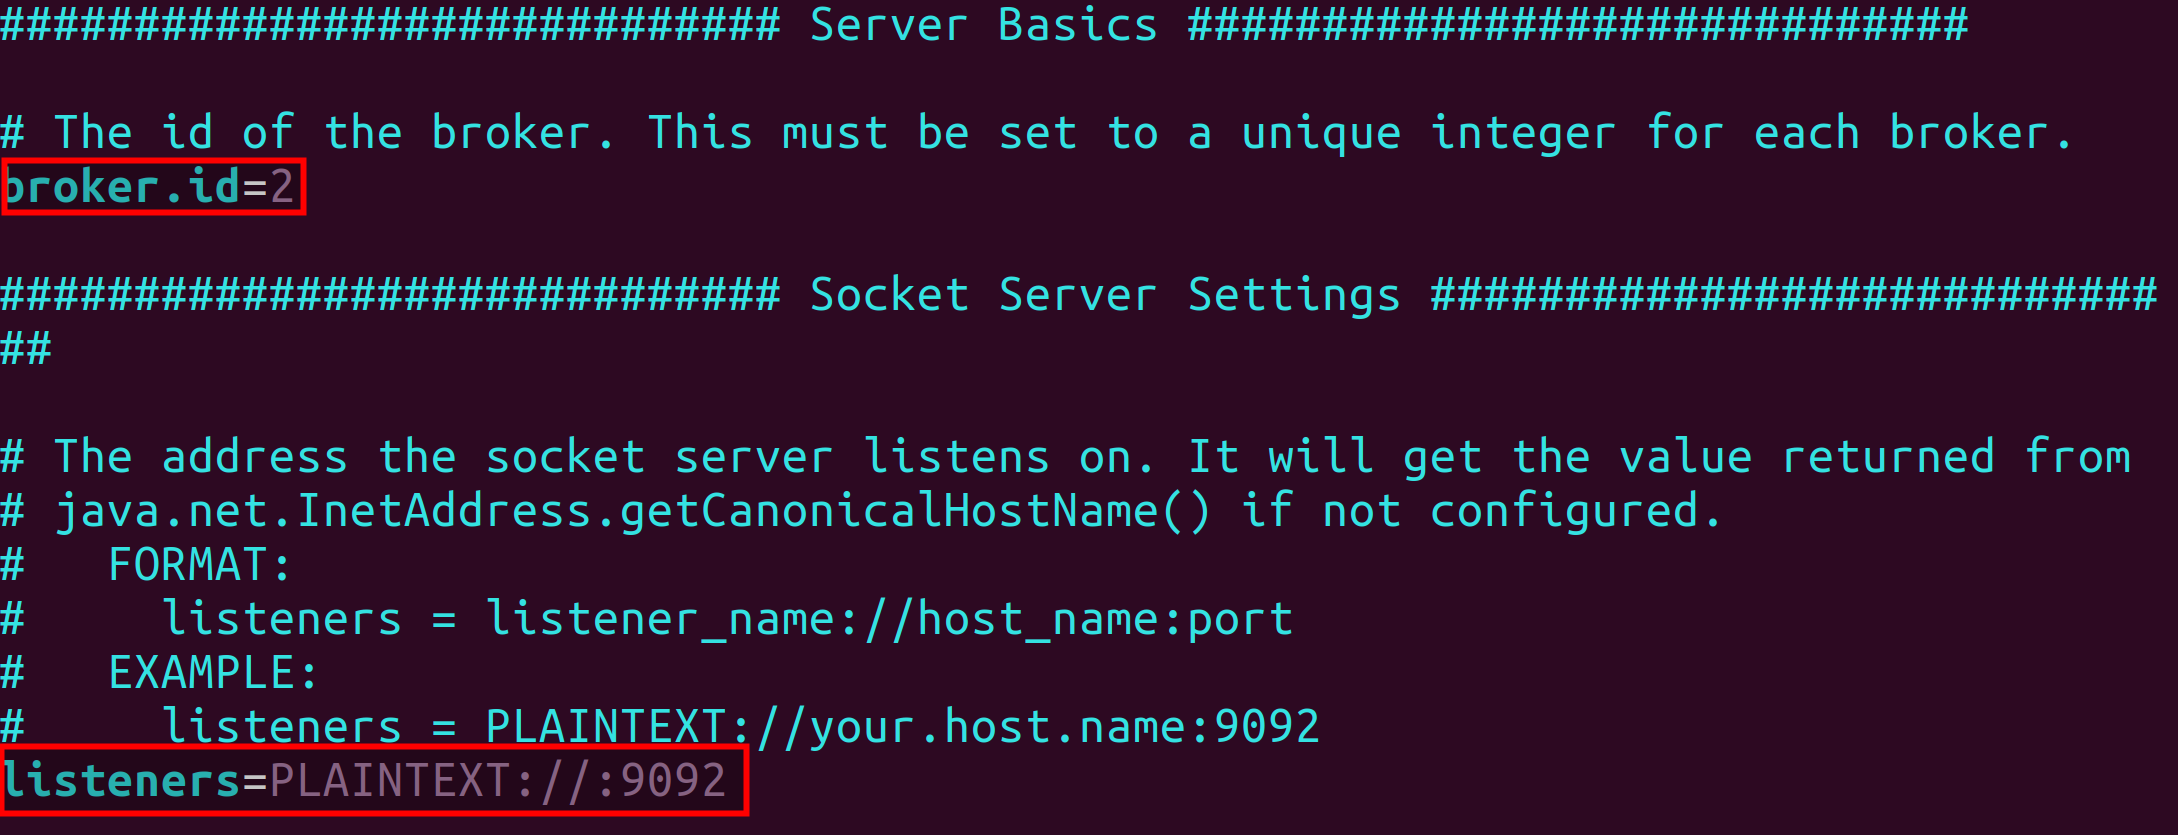 ############################# Server Basics #############################
# The id of the broker. This must be set to a unique integer for each broker.
broker.id=2
############################# Socket Server Settings ###########################
##
# The address the socket server listens on. It will get the value returned from
# java.net.InetAddress.getCanonicalHostName() if not configured.
#   FORMAT:
#     listeners = listener_name://host_name:port
#   EXAMPLE:
#     listeners = PLAINTEXT://your.host.name:9092
listeners=PLAINTEXT://:9092